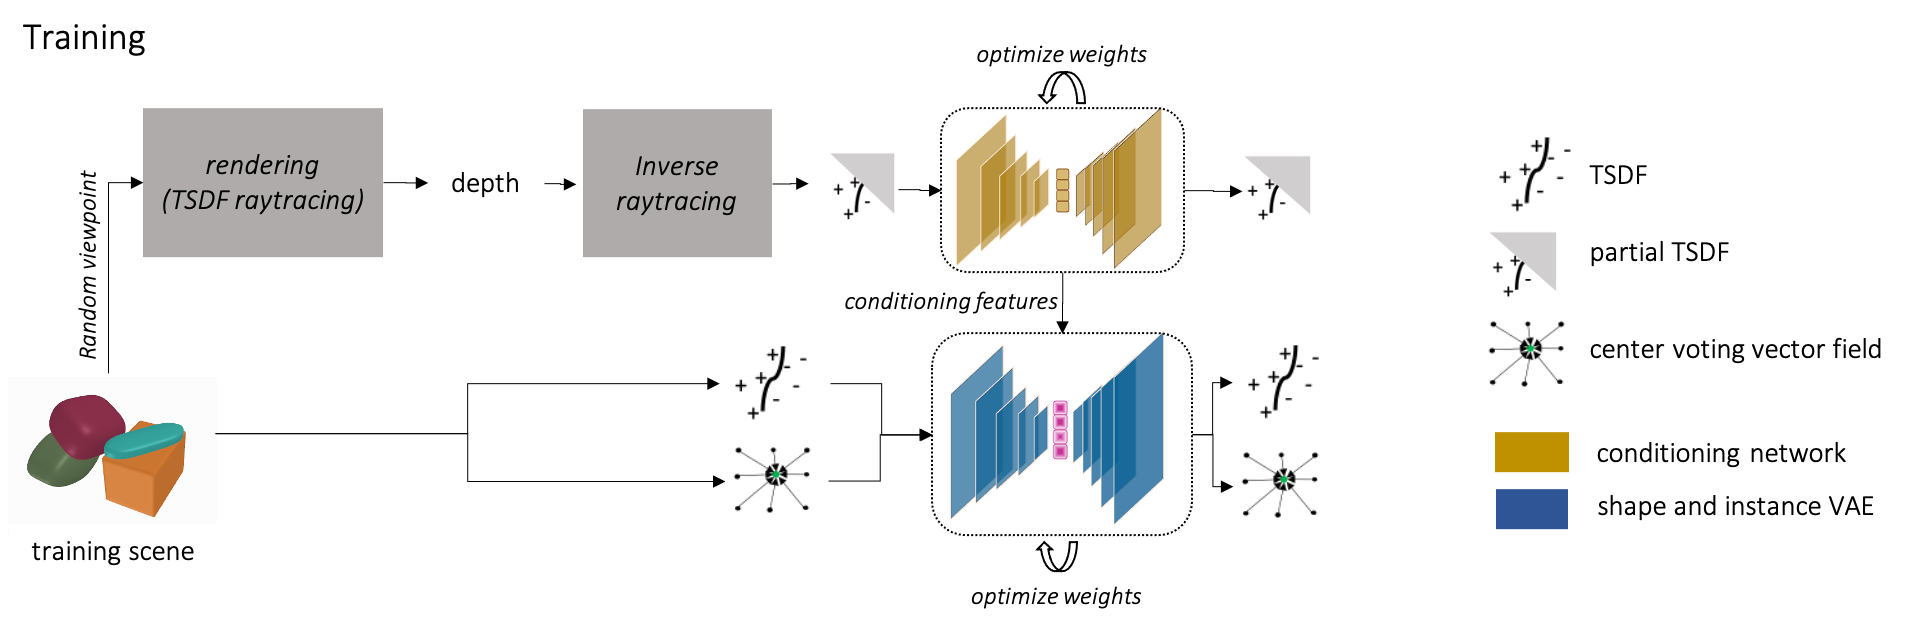 Training
optimize weights
rendering
(TSDF raytracing)
depth
Inverse
raytracing
Random viewpoint
conditioning features
training scene
optimize weights
TSDF
partial TSDF
center voting vector field
conditioning network
shape and instance VAE